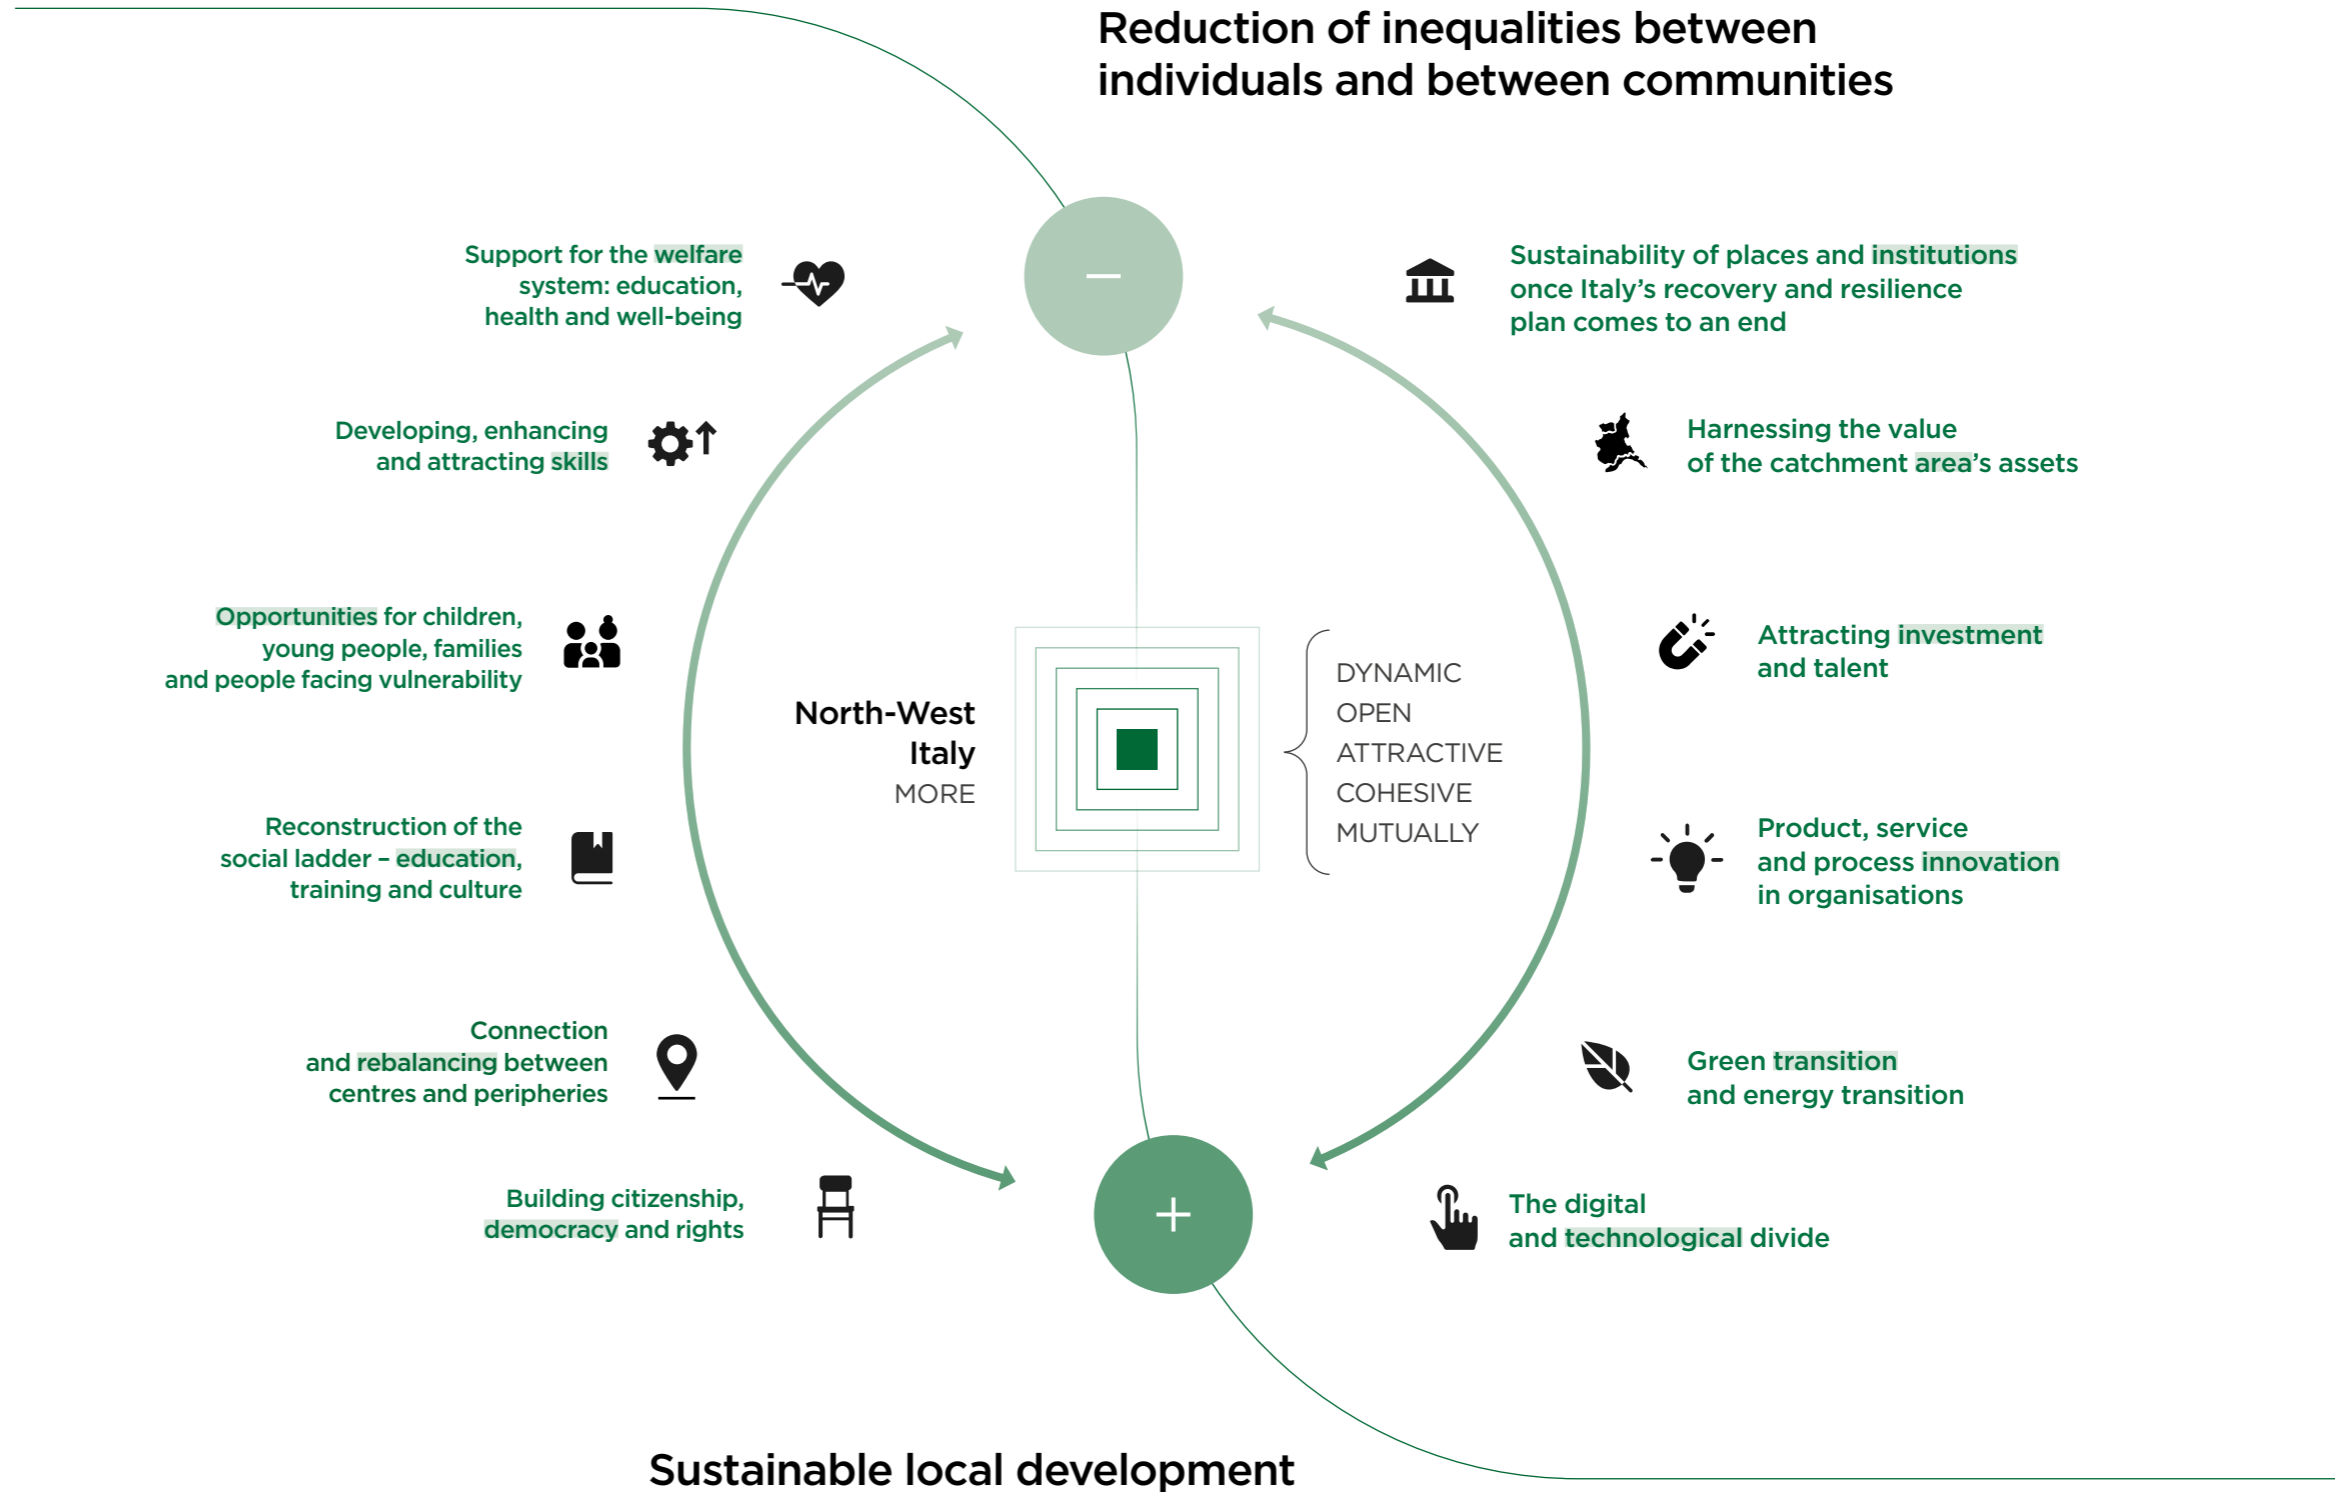 Reduction of inequalities between
individuals and between communities
−
Support for the welfare
system: education,
health and well-being
Developing, enhancing
and attracting skills
Opportunities for children,
young people, families
and people facing vulnerability
Reconstruction of the
social ladder – education,
training and culture
Connection
and rebalancing between
centres and peripheries
Building citizenship,
democracy and rights
North-West
Italy
MORE
DYNAMIC
OPEN
ATTRACTIVE
COHESIVE
MUTUALLY
Sustainability of places and institutions
once Italy’s recovery and resilience
plan comes to an end
Harnessing the value
of the catchment area’s assets
Attracting investment
and talent
Product, service
and process innovation
in organisations
Green transition
and energy transition
The digital
and technological divide
+
Sustainable local development